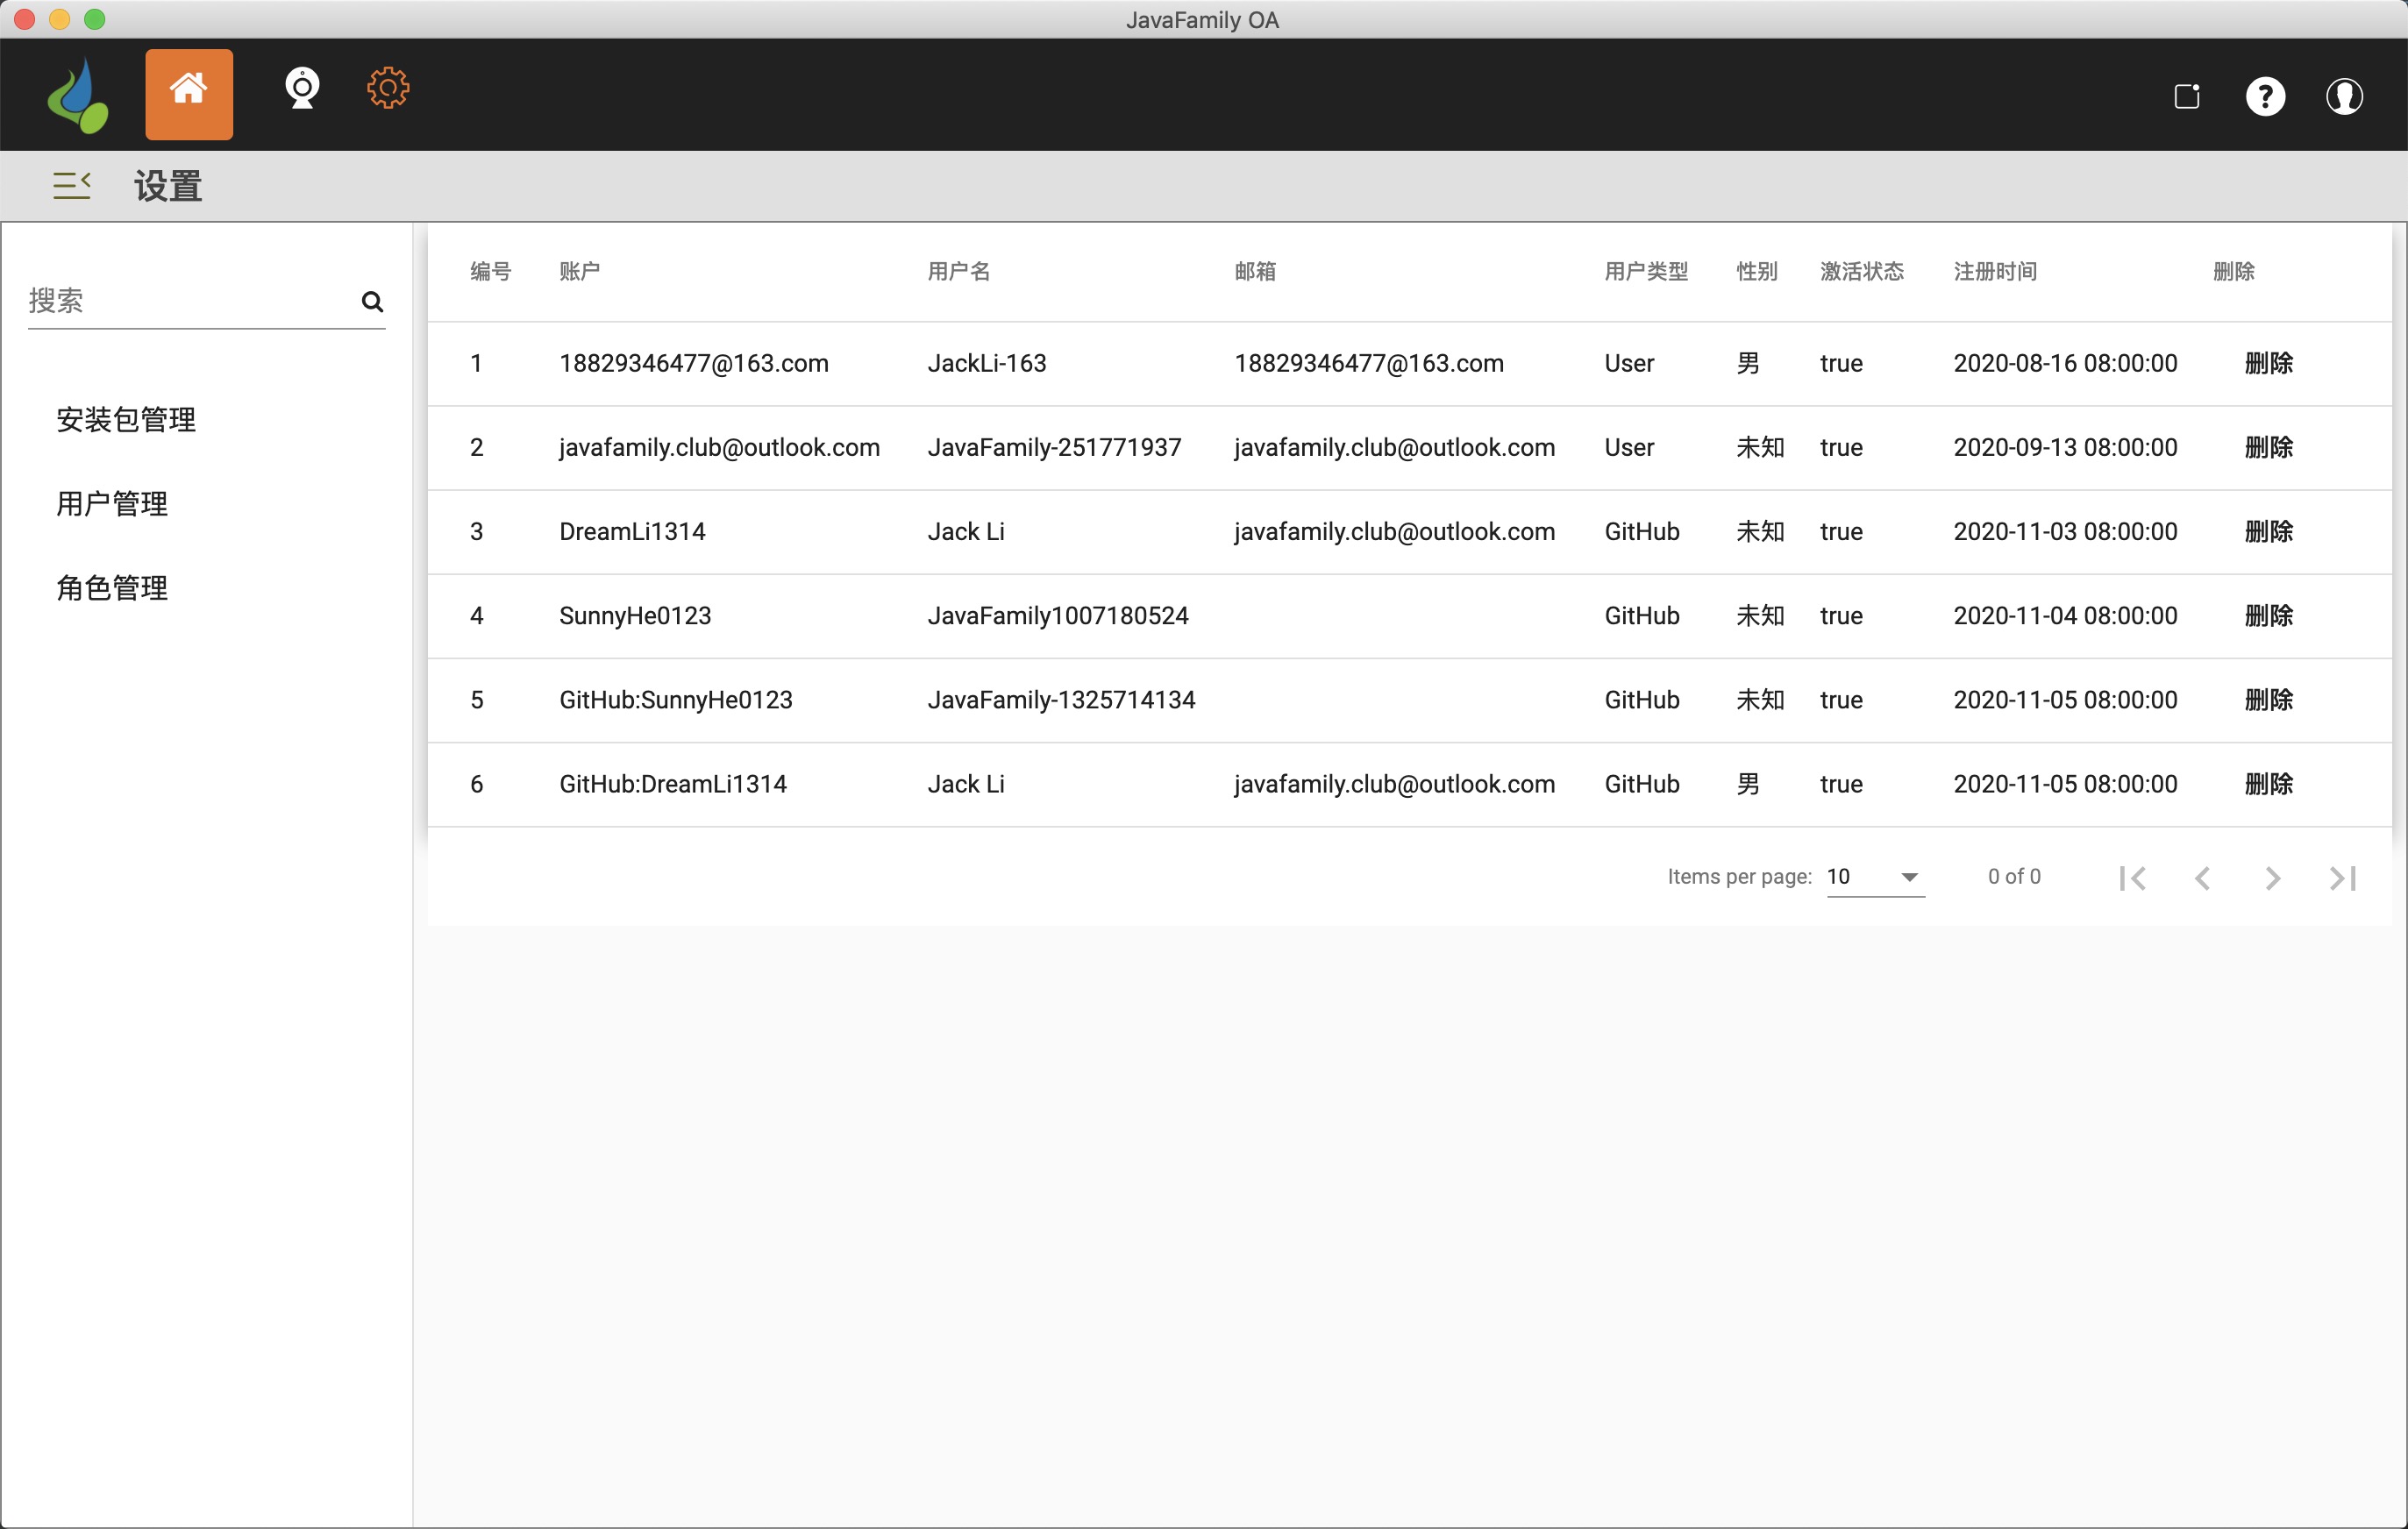 JavaFamily OA
设置
搜索
安装包管理
用户管理
角色管理
编号 账户 用户名 邮箱 用户类型 性别 激活状态 注册时间 删除
1 18829346477@163.com JackLi-163 18829346477@163.com User 男 true 2020-08-16 08:00:00 删除
2 javafamily.club@outlook.com JavaFamily-251771937 javafamily.club@outlook.com User 未知 true 2020-09-13 08:00:00 删除
3 DreamLi1314 Jack Li javafamily.club@outlook.com GitHub 未知 true 2020-11-03 08:00:00 删除
4 SunnyHe0123 JavaFamily1007180524 GitHub 未知 true 2020-11-04 08:00:00 删除
5 GitHub:SunnyHe0123 JavaFamily-1325714134 GitHub 未知 true 2020-11-05 08:00:00 删除
6 GitHub:DreamLi1314 Jack Li javafamily.club@outlook.com GitHub 男 true 2020-11-05 08:00:00 删除
Items per page: 10 0 of 0